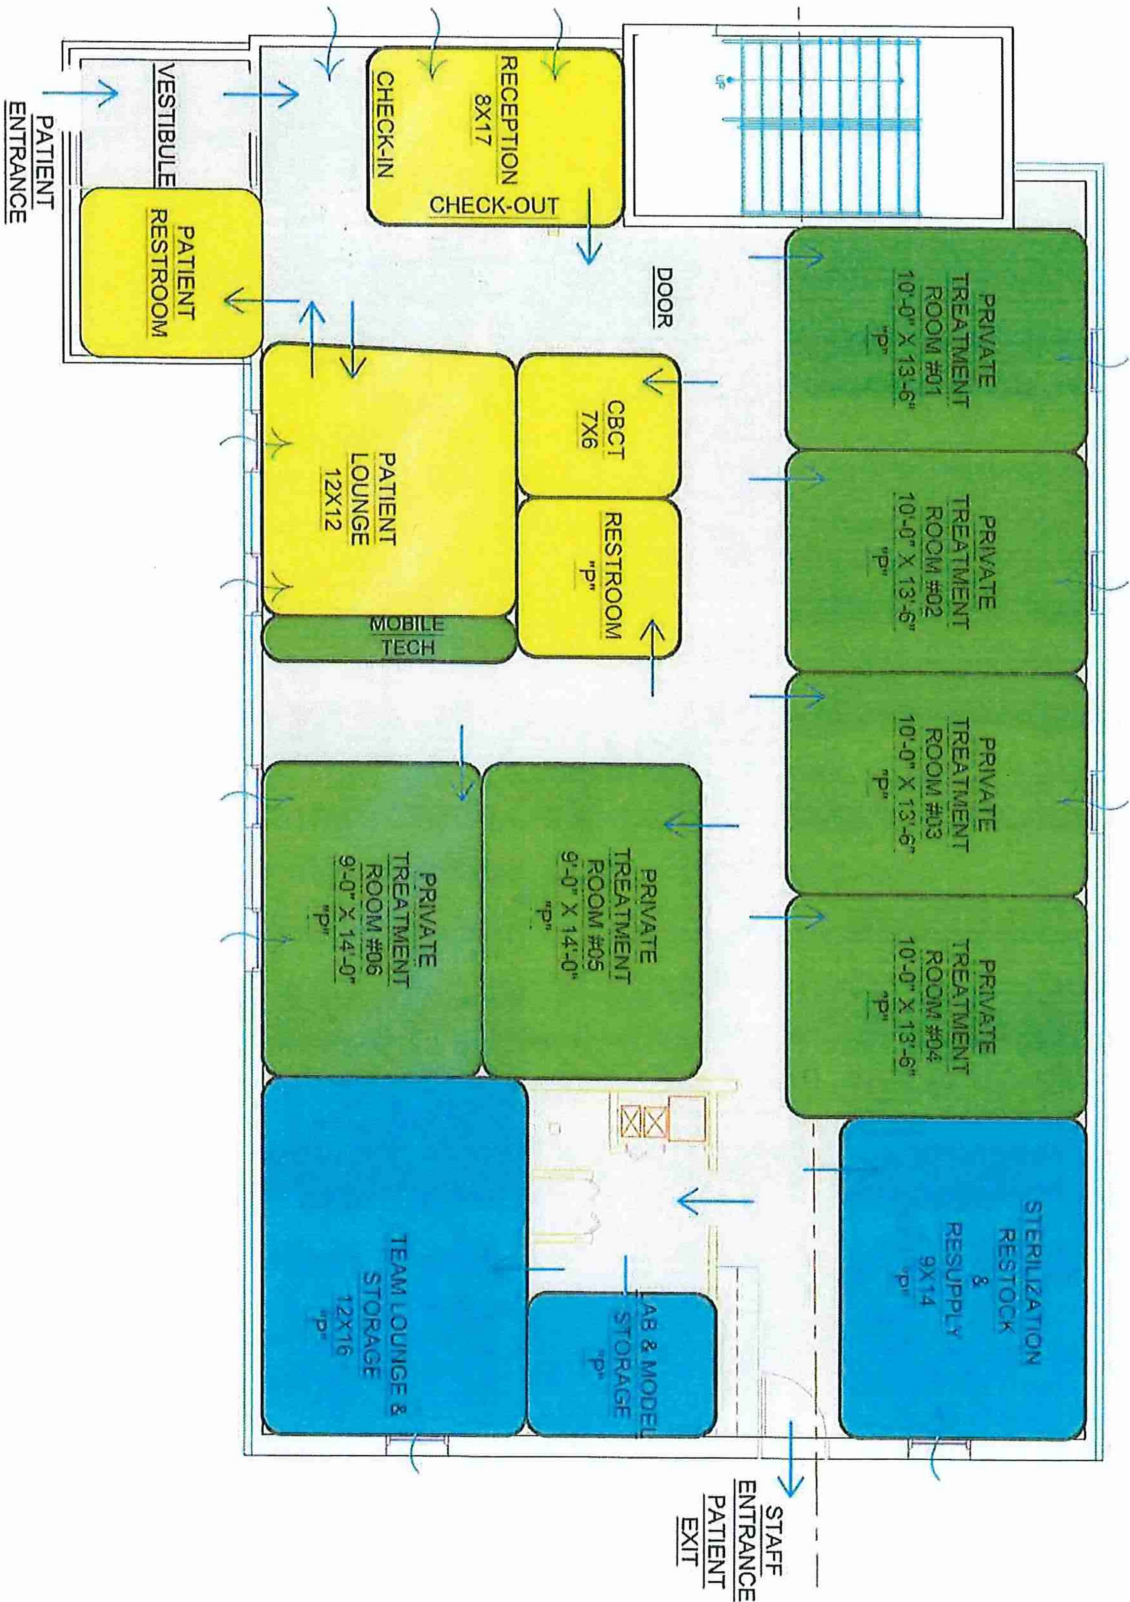 PRIVATE
TREATMENT
ROOM #01
10'-0" X 13'-6"
"P"
PRIVATE
TREATMENT
ROOM #02
10'-0" X 13'-6"
"P"
PRIVATE
TREATMENT
ROOM #03
10'-0" X 13'-6"
"P"
PRIVATE
TREATMENT
ROOM #04
10'-0" X 13'-6"
"P"
STERILIZATION
&
RESTOCK
RESUPPLY
9X14
"P"
STAFF
ENTRANCE
PATIENT
EXIT
DOOR
RECEPTION
8X17
CHECK-OUT
CHECK-IN
CBCT
7X6
RESTROOM
"P"
PRIVATE
TREATMENT
ROOM #05
9'-0" X 14'-0"
"P"
LAB & MODEL
STORAGE
"P"
PATIENT
LOUNGE
12X12
MOBILE
TECH
PRIVATE
TREATMENT
ROOM #06
9'-0" X 14'-0"
"P"
TEAM LOUNGE &
STORAGE
12X16
"P"
VESTIBULE
PATIENT
RESTROOM
PATIENT
ENTRANCE